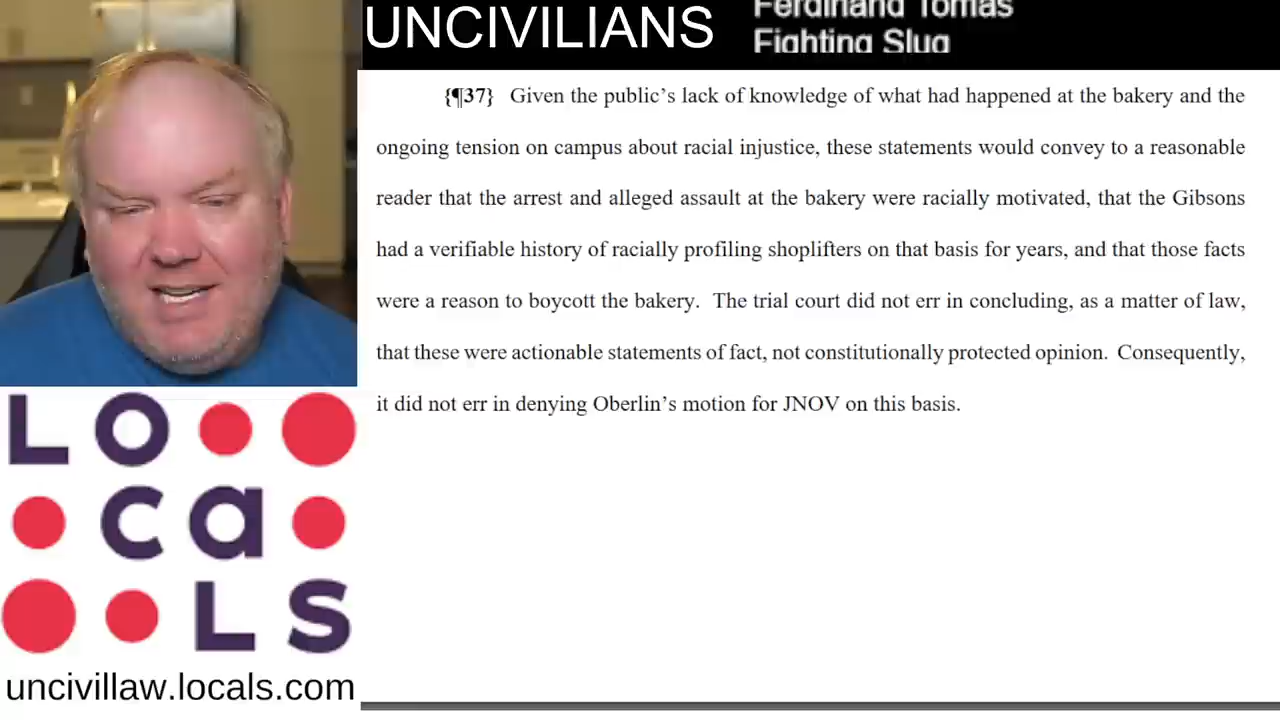 UNCIVILIANS
Ferdinand Tomas
Fighting Slug
{¶37} Given the public's lack of knowledge of what had happened at the bakery and the
ongoing tension on campus about racial injustice, these statements would convey to a reasonable
reader that the arrest and alleged assault at the bakery were racially motivated, that the Gibsons
had a verifiable history of racially profiling shoplifters on that basis for years, and that those facts
were a reason to boycott the bakery. The trial court did not err in concluding, as a matter of law,
that these were actionable statements of fact, not constitutionally protected opinion. Consequently,
it did not err in denying Oberlin's motion for JNOV on this basis.
LO
ca
LS
uncivillaw.locals.com